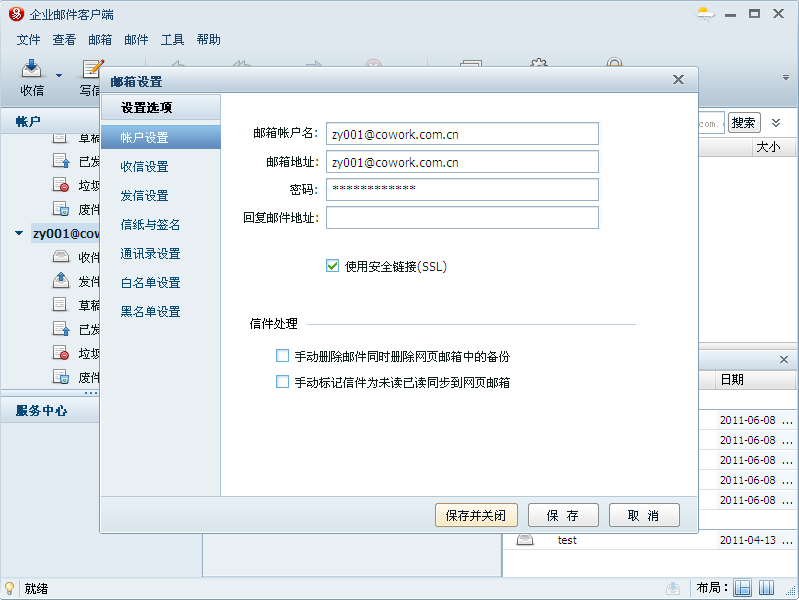 企业邮件客户端
文件 查看 邮箱 邮件 工具 帮助
收信 写信
帐户
草稿
已发
垃圾
废件
zy001@cow
收件
发件
草稿
已发
垃圾
废件
服务中心
邮箱设置
设置选项
帐户设置
收信设置
发信设置
信纸与签名
通讯录设置
白名单设置
黑名单设置
邮箱帐户名: zy001@cowork.com.cn
邮箱地址: zy001@cowork.com.cn
密码: ************
回复邮件地址:
使用安全链接(SSL)
信件处理
手动删除邮件同时删除网页邮箱中的备份
手动标记信件为未读已读同步到网页邮箱
保存并关闭 保 存 取 消
com. 搜索
大小
日期
2011-06-08 ...
2011-06-08 ...
2011-06-08 ...
2011-06-08 ...
2011-06-08 ...
test 2011-04-13 ...
就绪 布局：